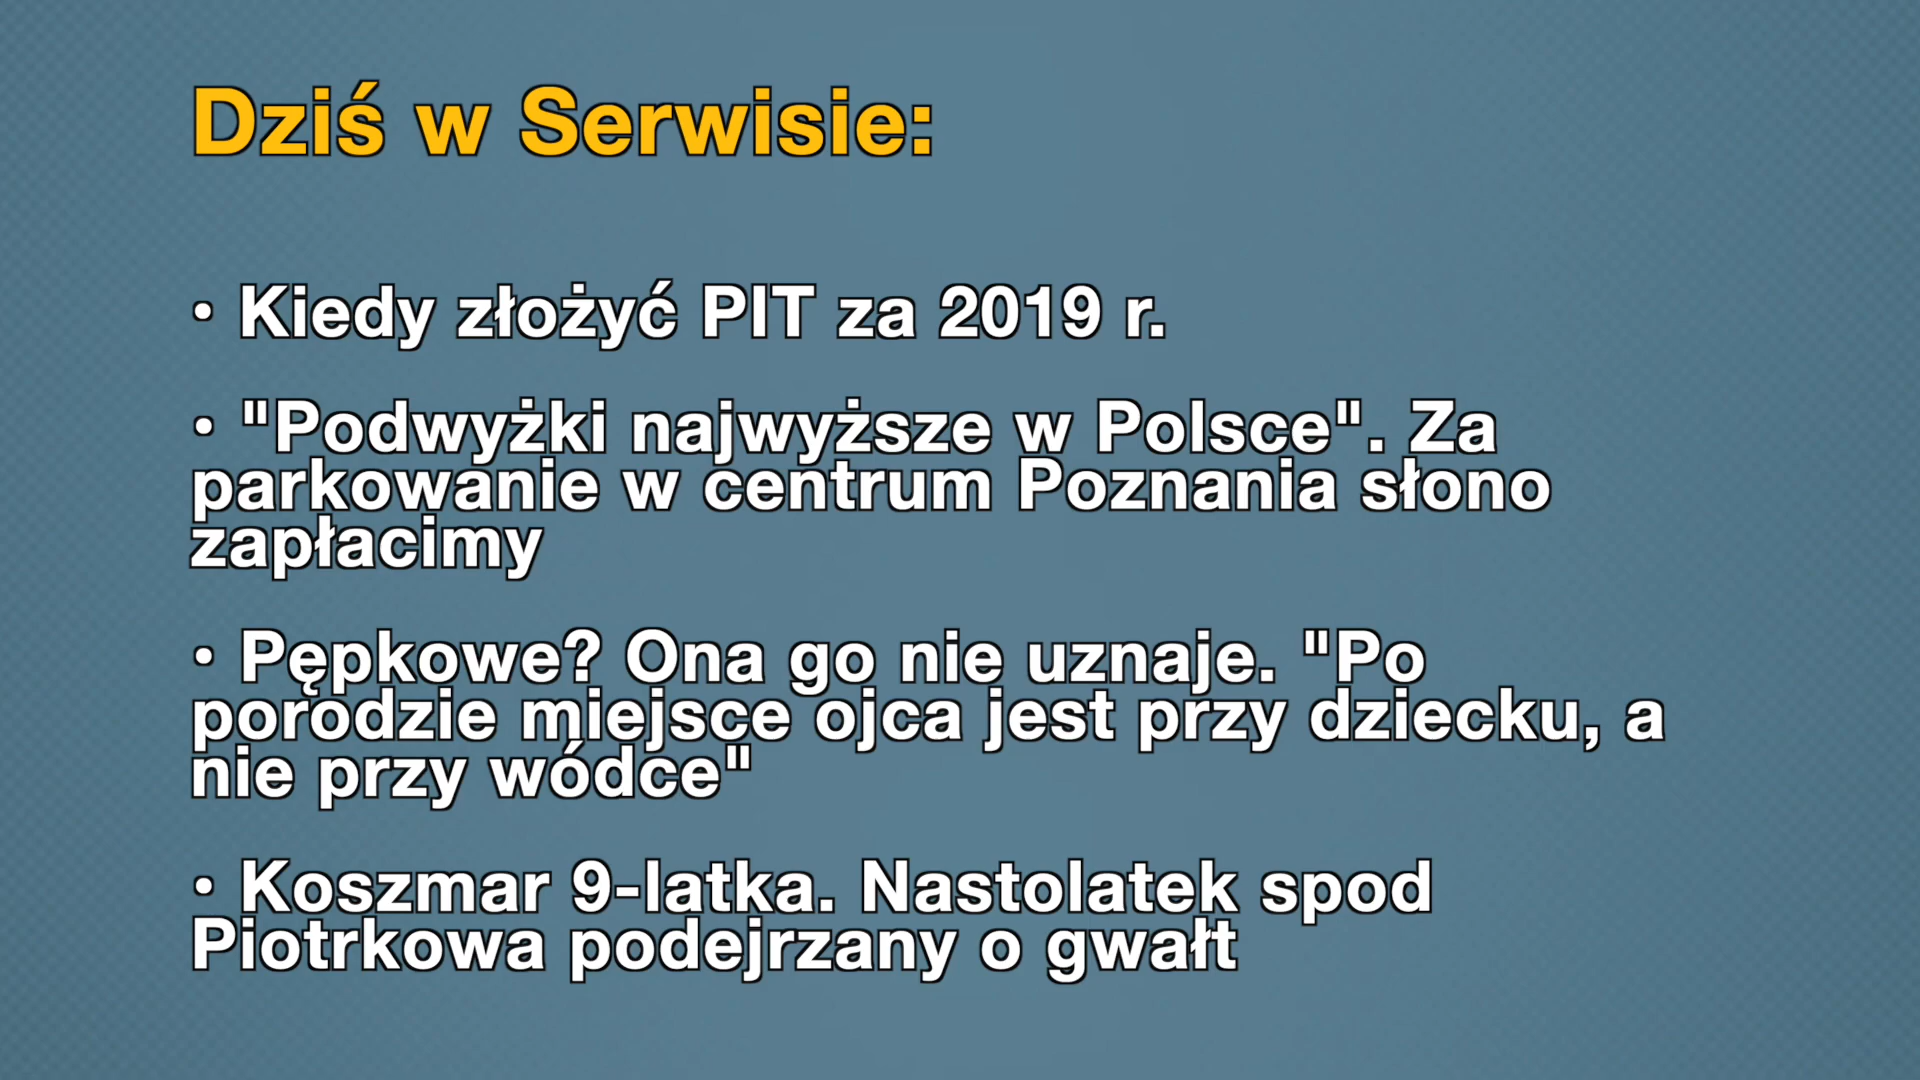 Dziś w Serwisie:
• Kiedy złożyć PIT za 2019 r.
• "Podwyżki najwyższe w Polsce". Za
parkowanie w centrum Poznania słono
zapłacimy
• Pępkowe? Ona go nie uznaje. "Po
porodzie miejsce ojca jest przy dziecku, a
nie przy wódce"
• Koszmar 9-latka. Nastolatek spod
Piotrkowa podejrzany o gwałt